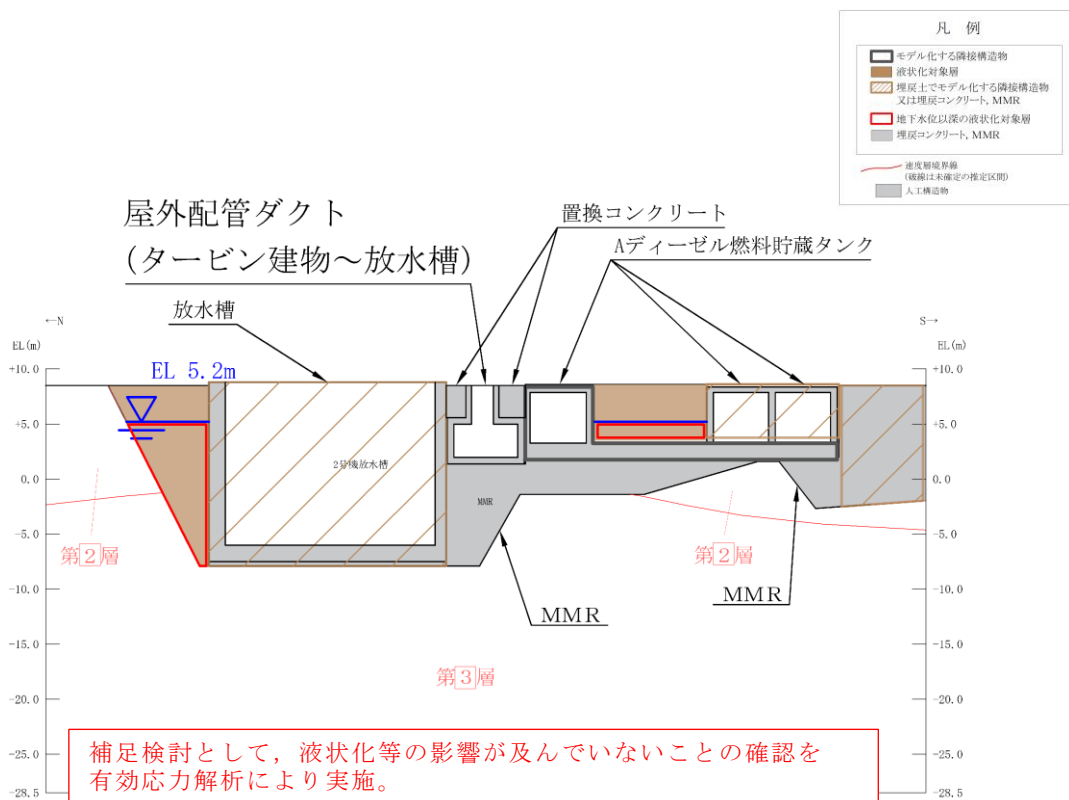 凡 例
モデル化する隣接構造物
液状化対象層
埋戻土でモデル化する隣接構造物
又は埋戻コンクリート, MMR
地下水位以深の液状化対象層
埋戻コンクリート, MMR
速度層境界線
(破線は未確定の推定区間)
人工構造物
屋外配管ダクト
(タービン建物～放水槽)
置換コンクリート
Aディーゼル燃料貯蔵タンク
放水槽
←N
S→
EL(m)
EL(m)
EL 5.2m
+10.0
+5.0
0.0
-5.0
-10.0
-15.0
-20.0
-25.0
-28.5
+10.0
+5.0
0.0
-5.0
-10.0
-15.0
-20.0
-25.0
-28.5
2号機放水槽
MMR
第2層
第2層
MMR
MMR
第3層
補足検討として，液状化等の影響が及んでいないことの確認を
有効応力解析により実施。